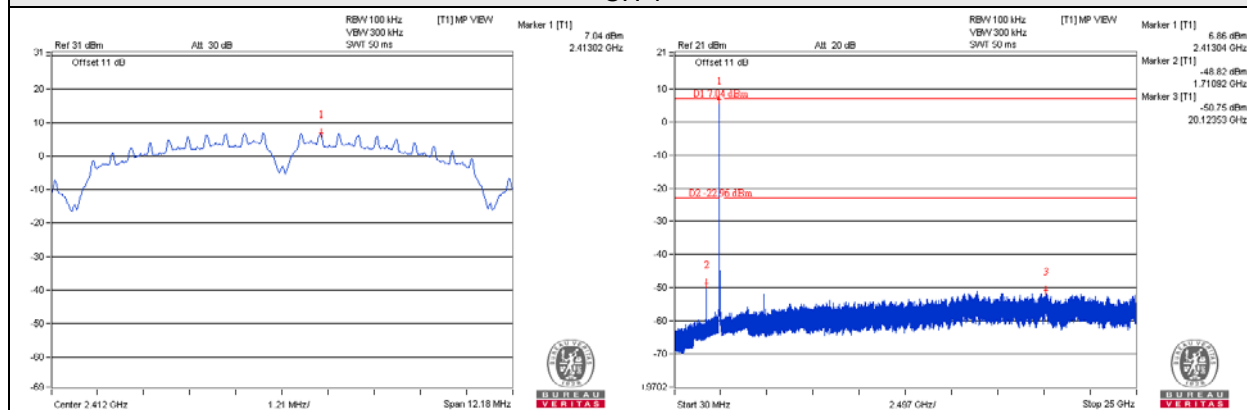 RBW 100 kHz
VBW 300 kHz
SWT 50 ms
[T1] MP VIEW
Marker 1 [T1]
7.04 dBm
2.41302 GHz
Ref 31 dBm
Att 30 dB
Offset 11 dB
31
20
10
0
-10
-20
-30
-40
-50
-60
-69
1
Center 2.412 GHz
1.21 MHz/
Span 12.18 MHz
BUREAU
VERITAS
RBW 100 kHz
VBW 300 kHz
SWT 50 ms
[T1] MP VIEW
Marker 1 [T1]
6.86 dBm
2.41304 GHz
Marker 2 [T1]
-48.82 dBm
1.71092 GHz
Marker 3 [T1]
-50.75 dBm
20.12353 GHz
Ref 21 dBm
Att 20 dB
Offset 11 dB
21
10
0
-10
-20
-30
-40
-50
-60
-70
1
D1 7.04 dBm
D2 -22.96 dBm
2
3
Start 30 MHz
2.497 GHz/
Stop 25 GHz
BUREAU
VERITAS